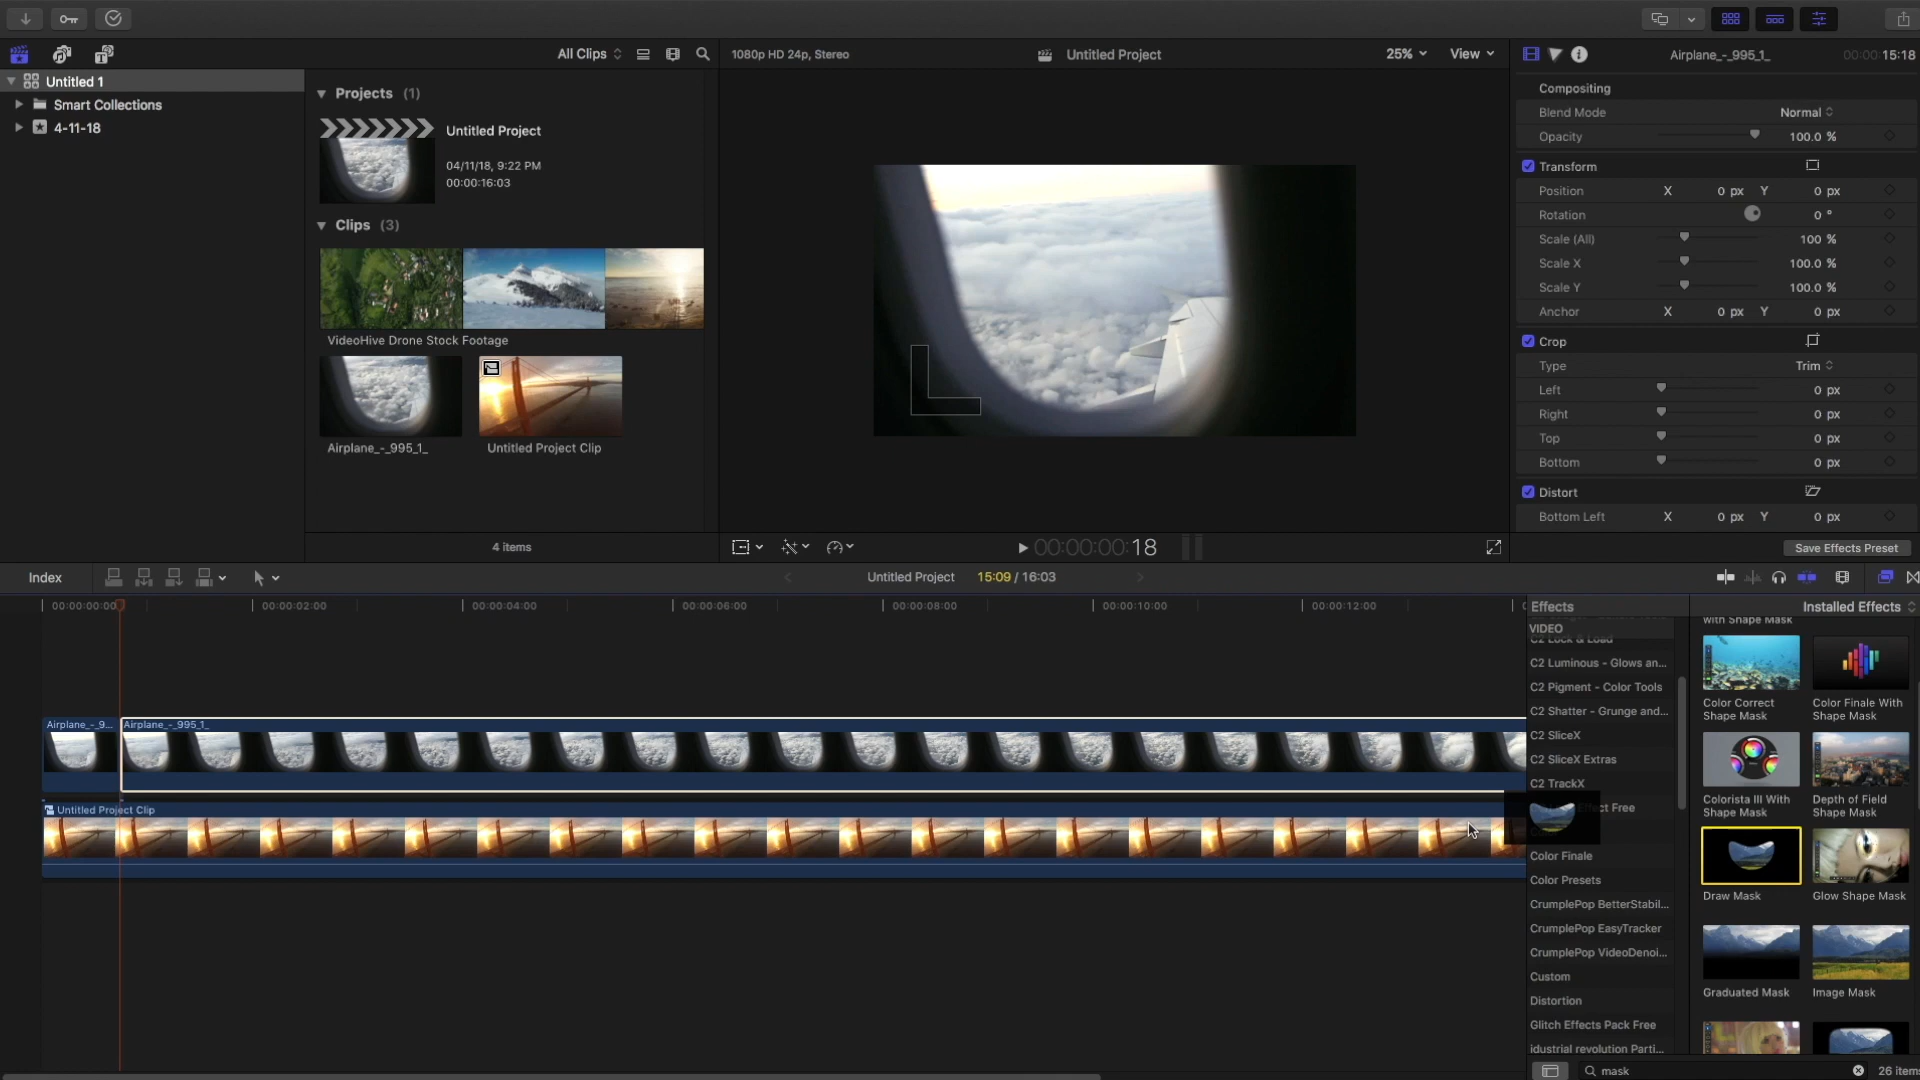 All Clips
1080p HD 24p, Stereo
Untitled Project
25%
View
Airplane_-_995_1_
00:00:15:18
Untitled 1
Smart Collections
4-11-18
Projects (1)
Untitled Project
04/11/18, 9:22 PM
00:00:16:03
Clips (3)
VideoHive Drone Stock Footage
Airplane_-_995_1_
Untitled Project Clip
4 items
00:00:00:18
Compositing
Blend Mode
Normal
Opacity
100.0 %
Transform
Position X 0 px Y 0 px
Rotation 0 °
Scale (All) 100 %
Scale X 100.0 %
Scale Y 100.0 %
Anchor X 0 px Y 0 px
Crop
Type Trim
Left 0 px
Right 0 px
Top 0 px
Bottom 0 px
Distort
Bottom Left X 0 px Y 0 px
Save Effects Preset
Index
Untitled Project 15:09 / 16:03
00:00:00:00
00:00:02:00
00:00:04:00
00:00:06:00
00:00:08:00
00:00:10:00
00:00:12:00
Airplane_-_9...
Airplane_-_995_1_
Untitled Project Clip
Effects
Installed Effects
VIDEO
C2 Lock & Load
C2 Luminous - Glows an...
C2 Pigment - Color Tools
C2 Shatter - Grunge and...
C2 SliceX
C2 SliceX Extras
C2 TrackX
ect Free
Color Finale
Color Presets
CrumplePop BetterStabil...
CrumplePop EasyTracker
CrumplePop VideoDenoi...
Custom
Distortion
Glitch Effects Pack Free
idustrial revolution Parti...
with Shape Mask
Color Correct
Shape Mask
Color Finale With
Shape Mask
Colorista III With
Shape Mask
Depth of Field
Shape Mask
Draw Mask
Glow Shape Mask
Graduated Mask
Image Mask
mask
26 items